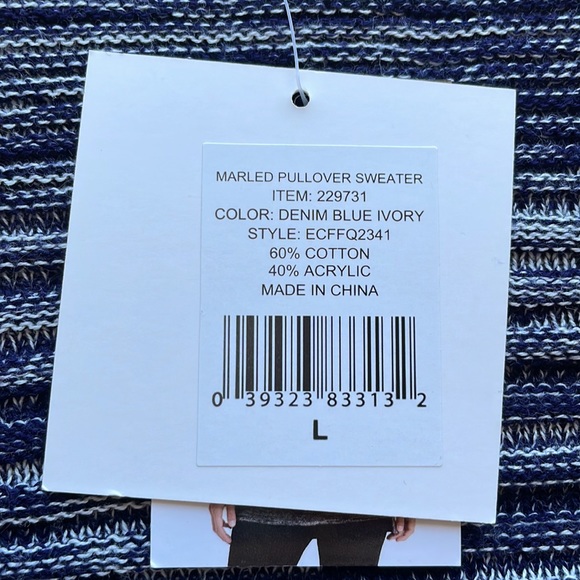 MARLED PULLOVER SWEATER
ITEM: 229731
COLOR: DENIM BLUE IVORY
STYLE: ECFFQ2341
60% COTTON
40% ACRYLIC
MADE IN CHINA
0 39323 83313 2
L